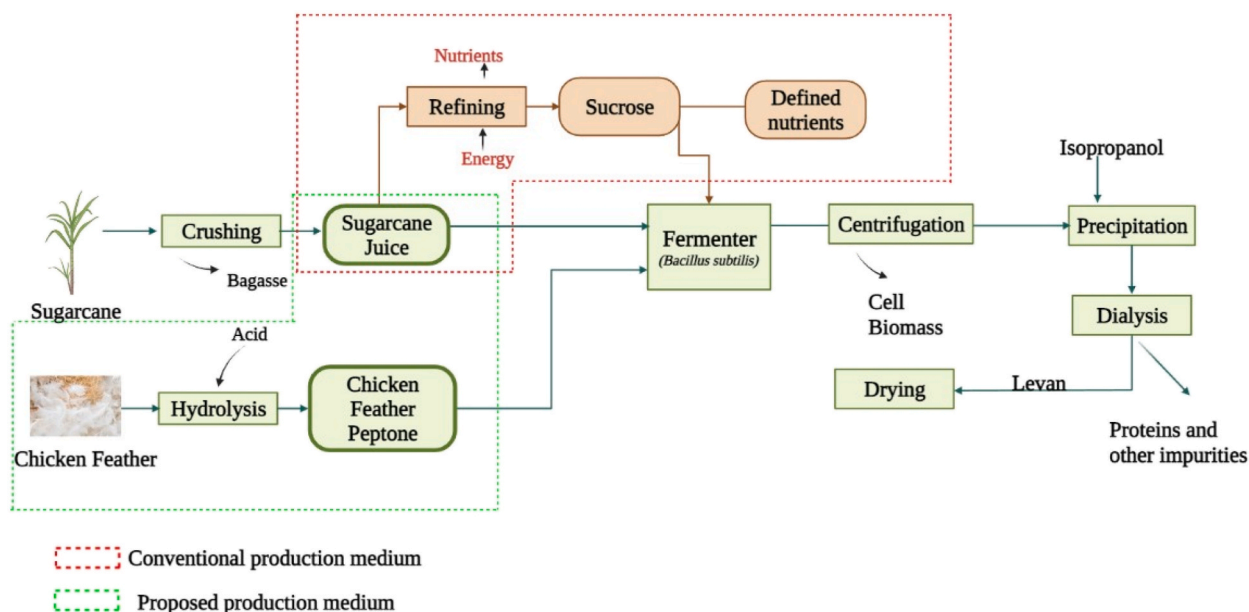 Nutrients
Refining
Sucrose
Defined
nutrients
Energy
Isopropanol
Sugarcane
Crushing
Bagasse
Sugarcane
Juice
Fermenter
(Bacillus subtilis)
Centrifugation
Cell
Biomass
Precipitation
Dialysis
Levan
Drying
Proteins and
other impurities
Chicken Feather
Acid
Hydrolysis
Chicken
Feather
Peptone
Conventional production medium
Proposed production medium